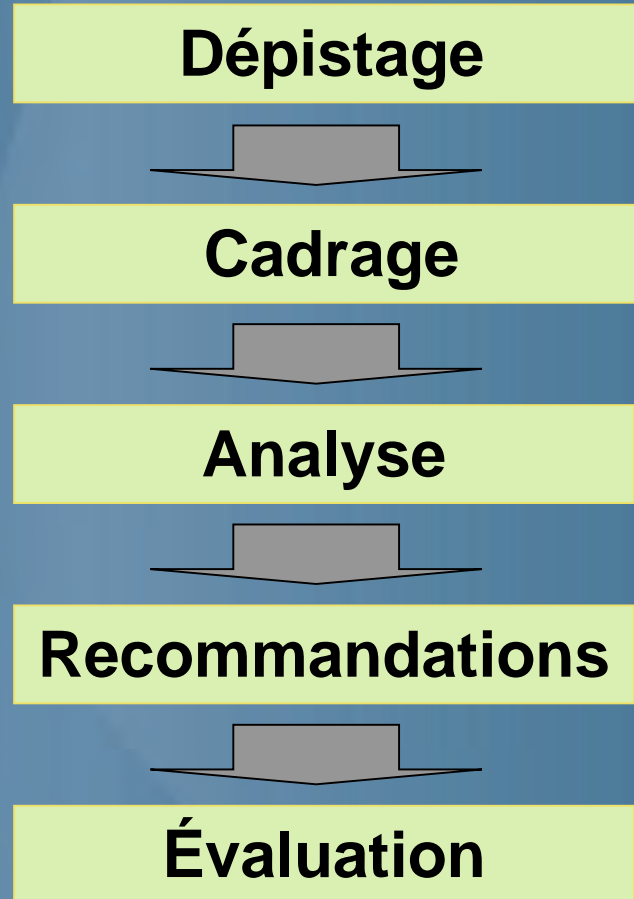 Dépistage
Cadrage
Analyse
Recommandations
Évaluation